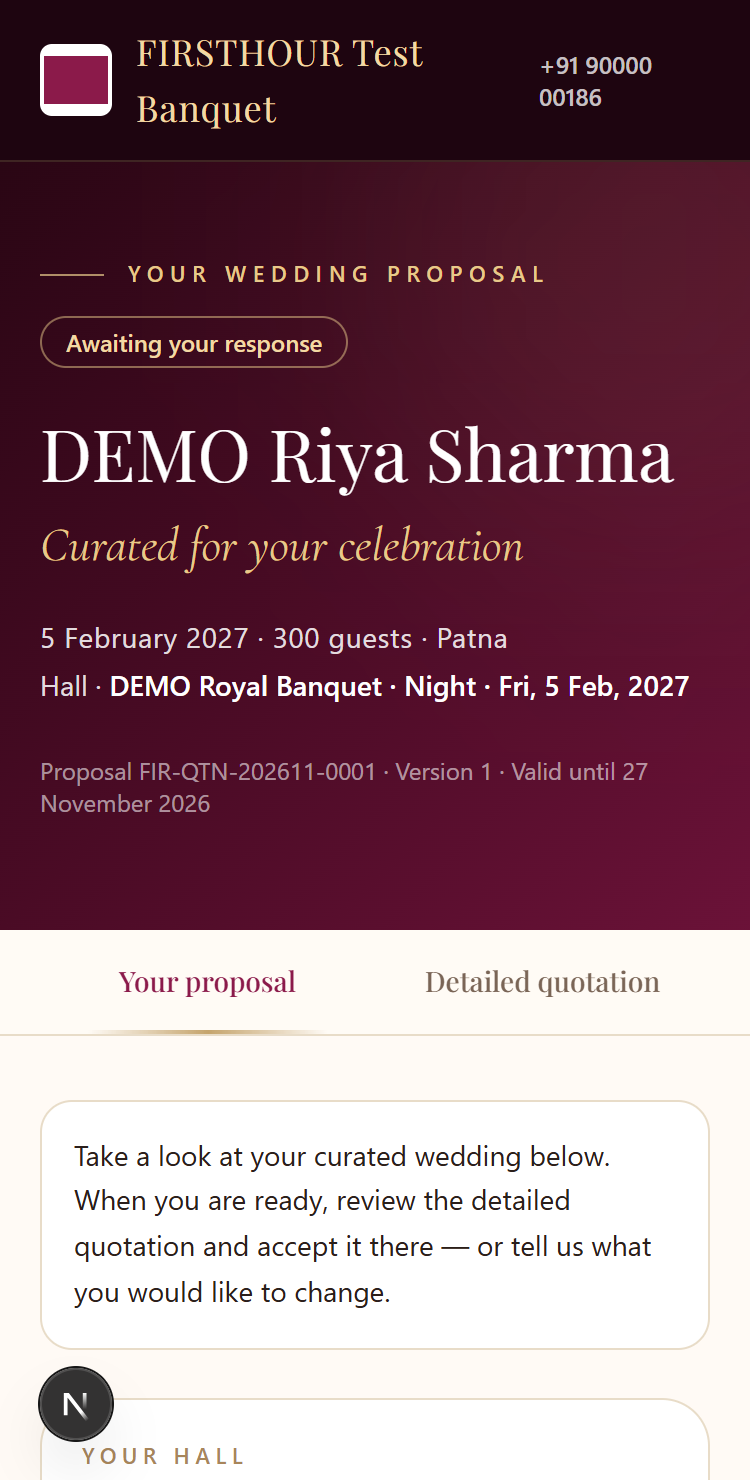 FIRSTHOUR Test
Banquet
+91 90000
00186
YOUR WEDDING PROPOSAL
Awaiting your response
DEMO Riya Sharma
Curated for your celebration
5 February 2027 · 300 guests · Patna
Hall · DEMO Royal Banquet · Night · Fri, 5 Feb, 2027
Proposal FIR-QTN-202611-0001 · Version 1 · Valid until 27
November 2026
Your proposal
Detailed quotation
Take a look at your curated wedding below.
When you are ready, review the detailed
quotation and accept it there — or tell us what
you would like to change.
N
YOUR HALL